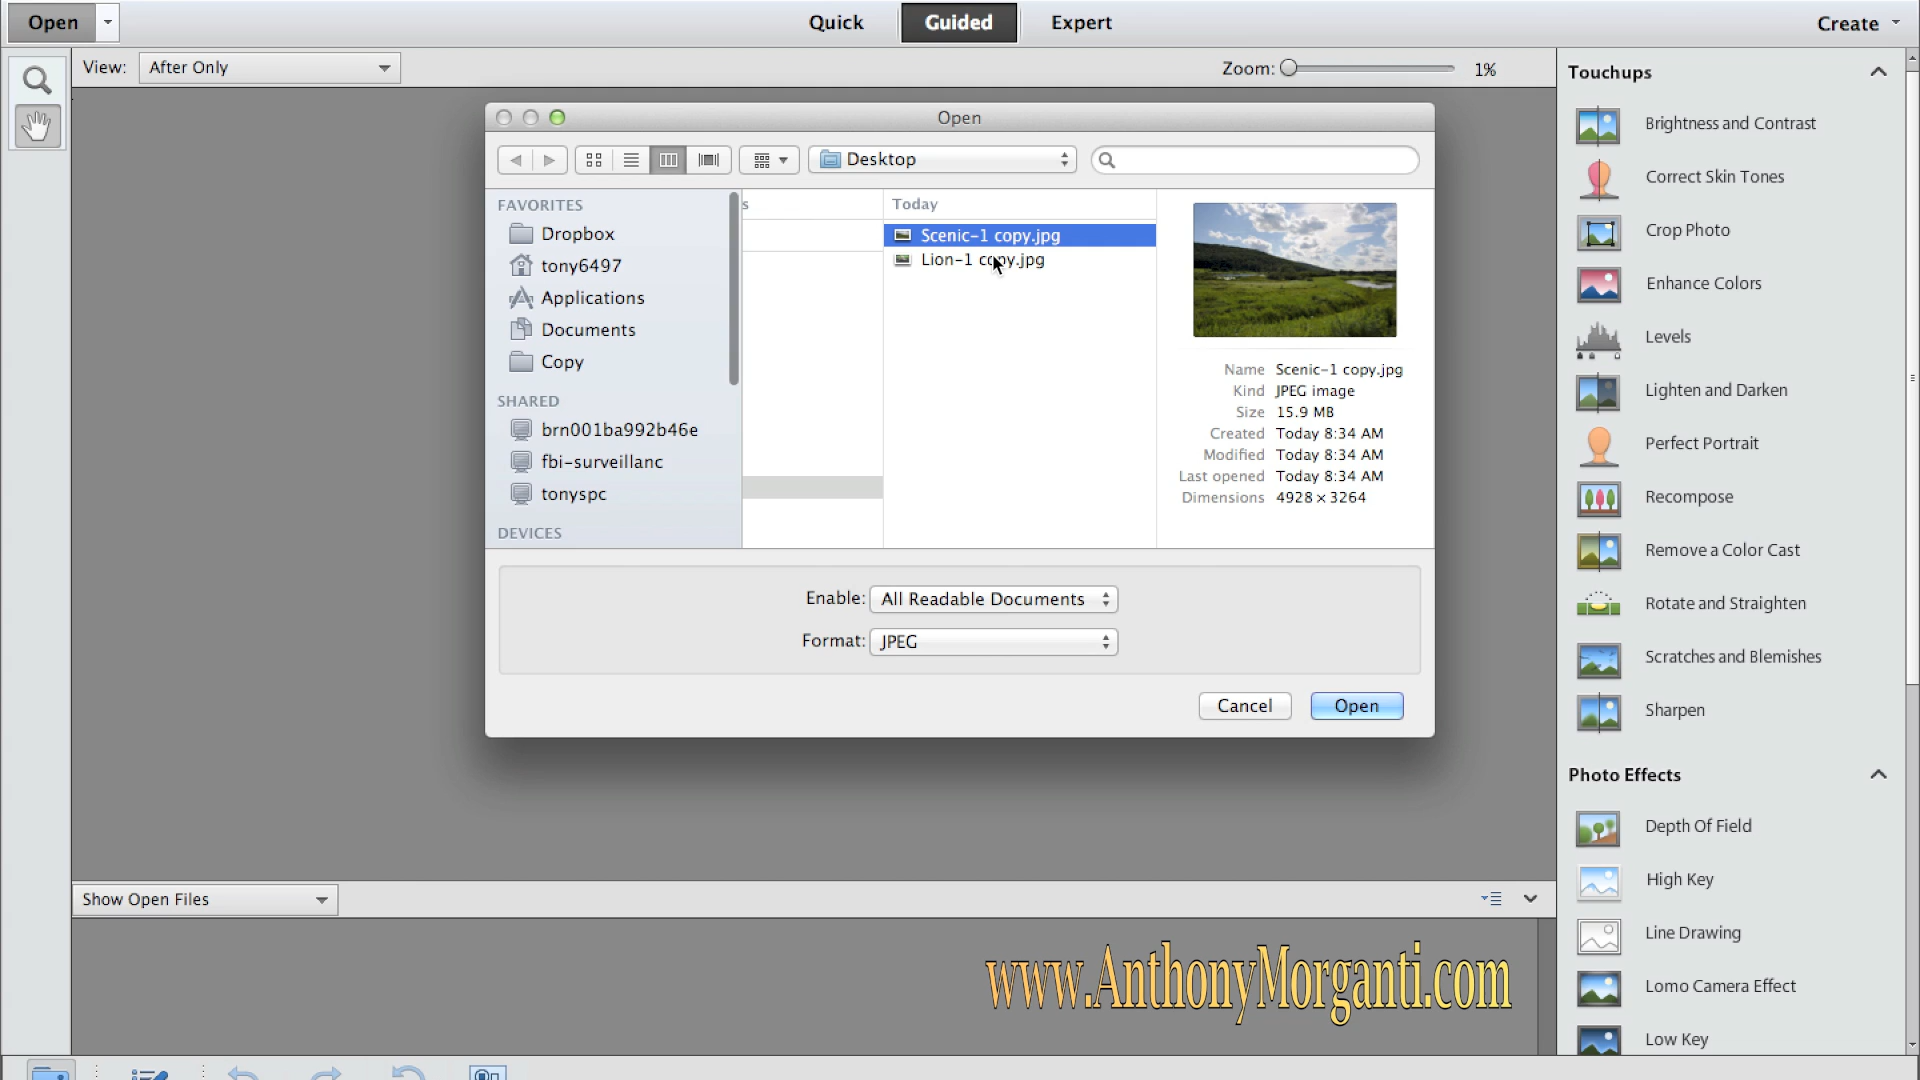 Open
Quick
Guided
Expert
Create
View: After Only
Zoom: 1%
Open
Desktop
FAVORITES
Dropbox
tony6497
Applications
Documents
Copy
SHARED
brn001ba992b46e
fbi-surveillanc
tonyspc
DEVICES
s
Today
Scenic-1 copy.jpg
Lion-1 copy.jpg
Name Scenic-1 copy.jpg
Kind JPEG image
Size 15.9 MB
Created Today 8:34 AM
Modified Today 8:34 AM
Last opened Today 8:34 AM
Dimensions 4928 × 3264
Enable: All Readable Documents
Format: JPEG
Cancel
Open
Touchups
Brightness and Contrast
Correct Skin Tones
Crop Photo
Enhance Colors
Levels
Lighten and Darken
Perfect Portrait
Recompose
Remove a Color Cast
Rotate and Straighten
Scratches and Blemishes
Sharpen
Photo Effects
Depth Of Field
High Key
Line Drawing
Lomo Camera Effect
Low Key
Show Open Files
www.AnthonyMorganti.com